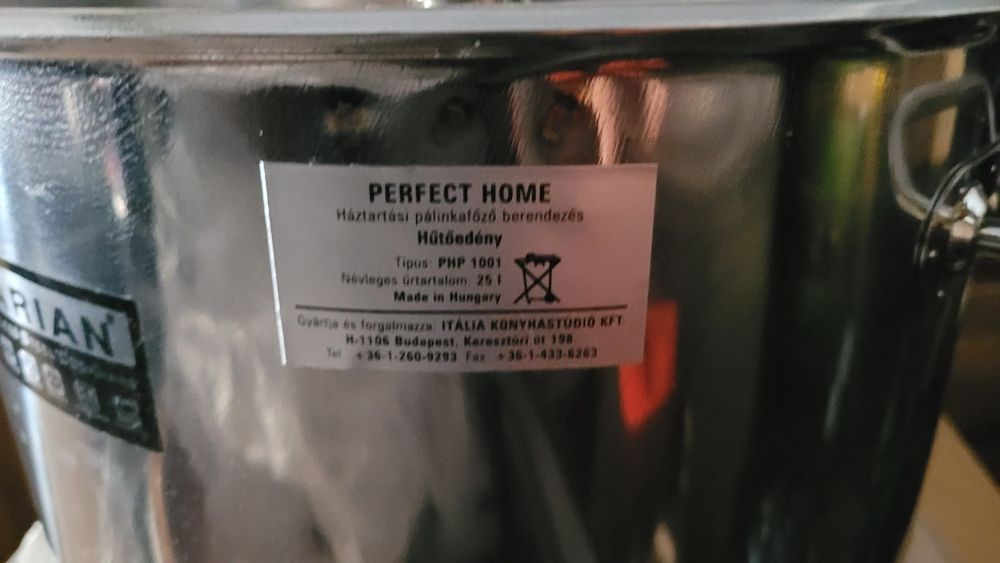 PERFECT HOME
Háztartási pálinkafőző berendezés
Hűtőedény
Típus: PHP 1001
Névleges űrtartalom: 25 l
Made in Hungary
Gyártja és forgalmazza: ITÁLIA KONYHASTÚDIÓ KFT.
H-1106 Budapest, Keresztúri út 198.
Tel.: +36-1-260-9293 Fax: +36-1-433-6263
RIAN